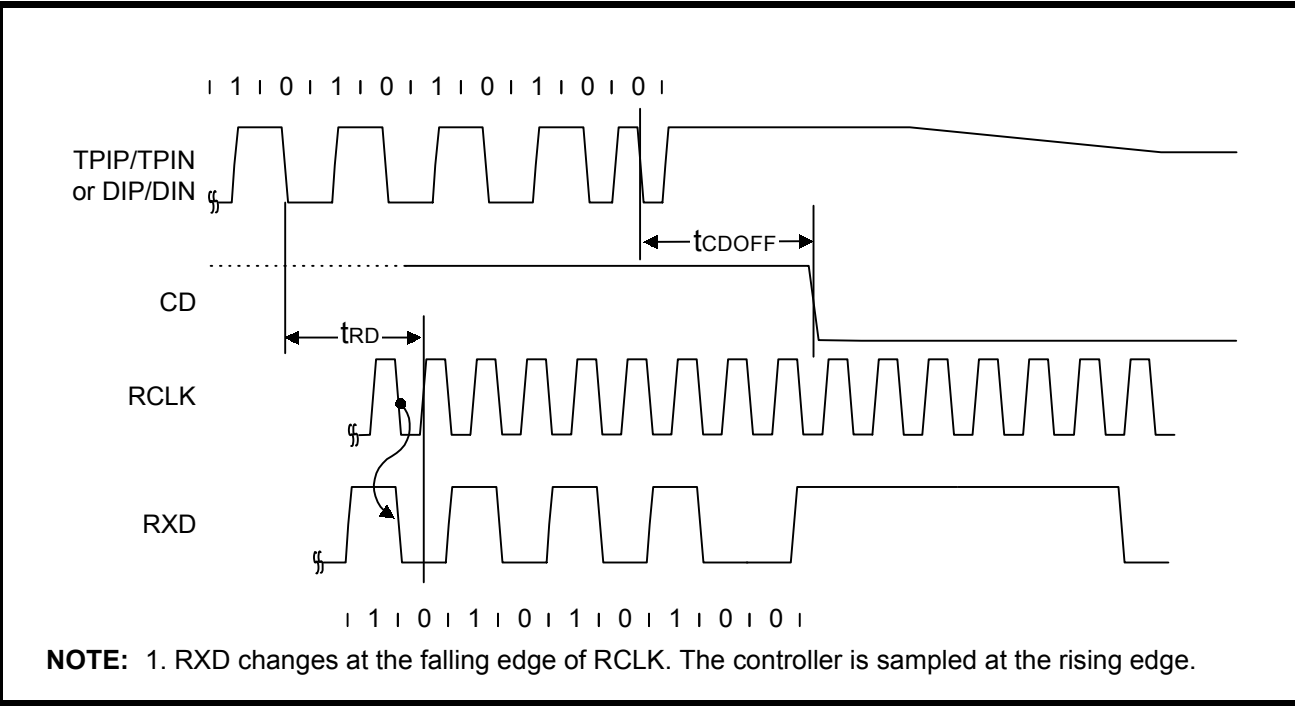 1 0 1 0 1 0 1 0 0
TPIP/TPIN
or DIP/DIN
tCDOFF
CD
tRD
RCLK
RXD
1 0 1 0 1 0 1 0 0
NOTE: 1. RXD changes at the falling edge of RCLK. The controller is sampled at the rising edge.